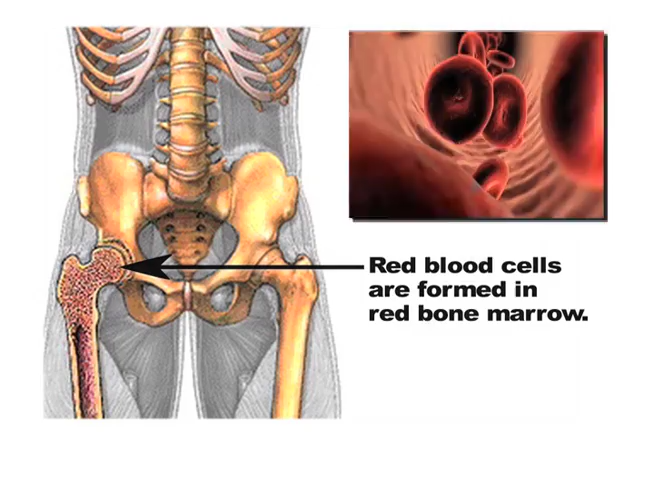 Red blood cells
are formed in
red bone marrow.